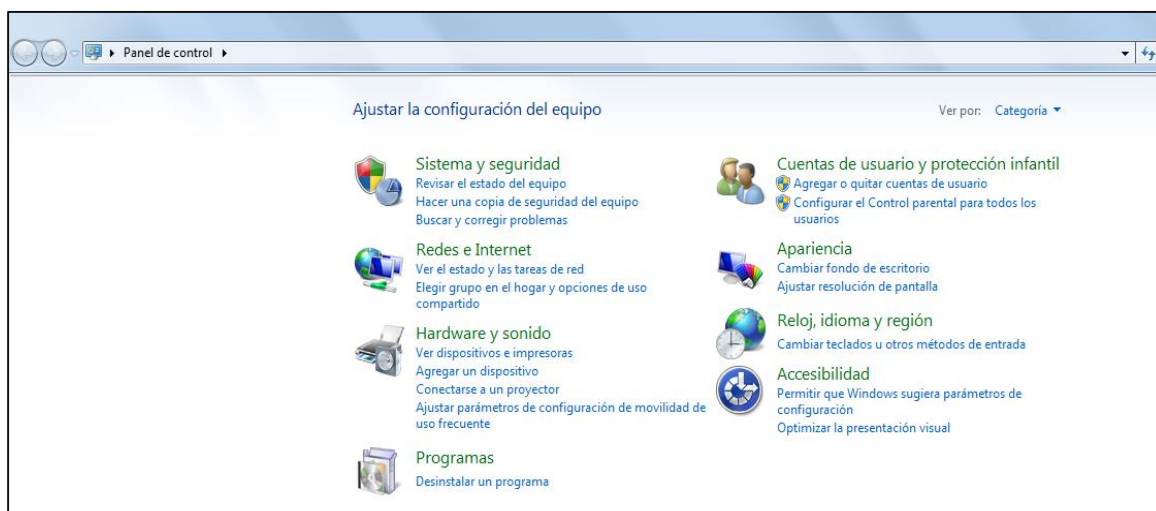 Panel de control
Ajustar la configuración del equipo
Ver por: Categoría
Sistema y seguridad
Revisar el estado del equipo
Hacer una copia de seguridad del equipo
Buscar y corregir problemas
Redes e Internet
Ver el estado y las tareas de red
Elegir grupo en el hogar y opciones de uso
compartido
Hardware y sonido
Ver dispositivos e impresoras
Agregar un dispositivo
Conectarse a un proyector
Ajustar parámetros de configuración de movilidad de
uso frecuente
Programas
Desinstalar un programa
Cuentas de usuario y protección infantil
Agregar o quitar cuentas de usuario
Configurar el Control parental para todos los
usuarios
Apariencia
Cambiar fondo de escritorio
Ajustar resolución de pantalla
Reloj, idioma y región
Cambiar teclados u otros métodos de entrada
Accesibilidad
Permitir que Windows sugiera parámetros de
configuración
Optimizar la presentación visual